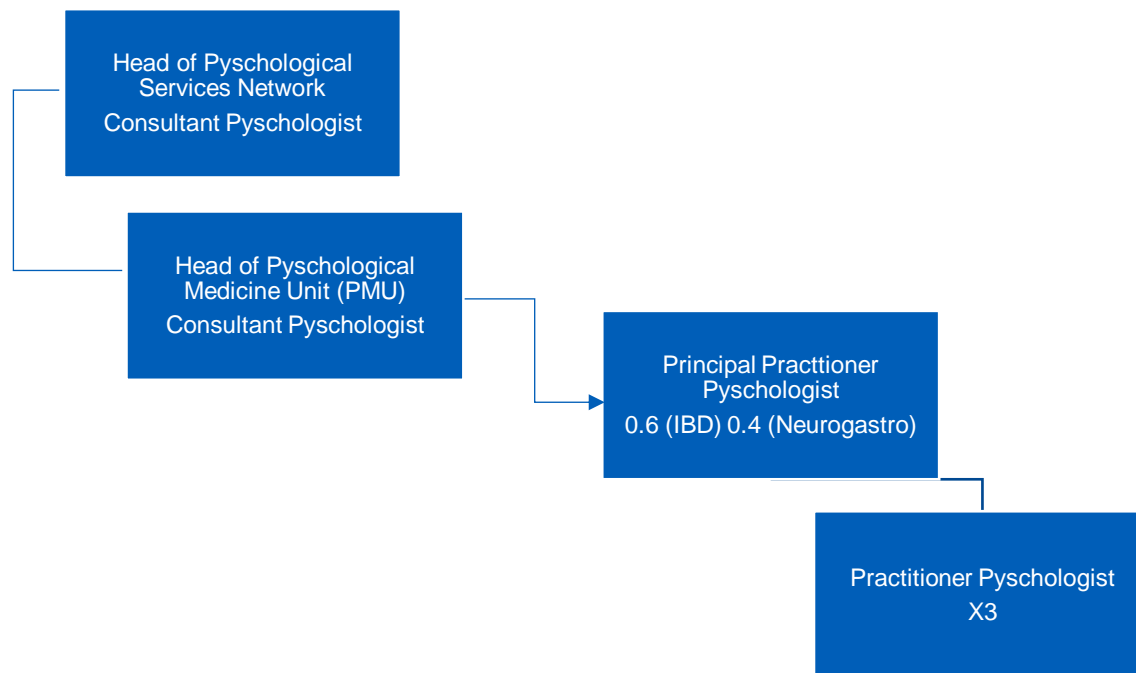 Head of Pyschological
Services Network
Consultant Pyschologist
Head of Pyschological
Medicine Unit (PMU)
Consultant Pyschologist
Principal Practtioner
Pyschologist
0.6 (IBD) 0.4 (Neurogastro)
Practitioner Pyschologist
X3